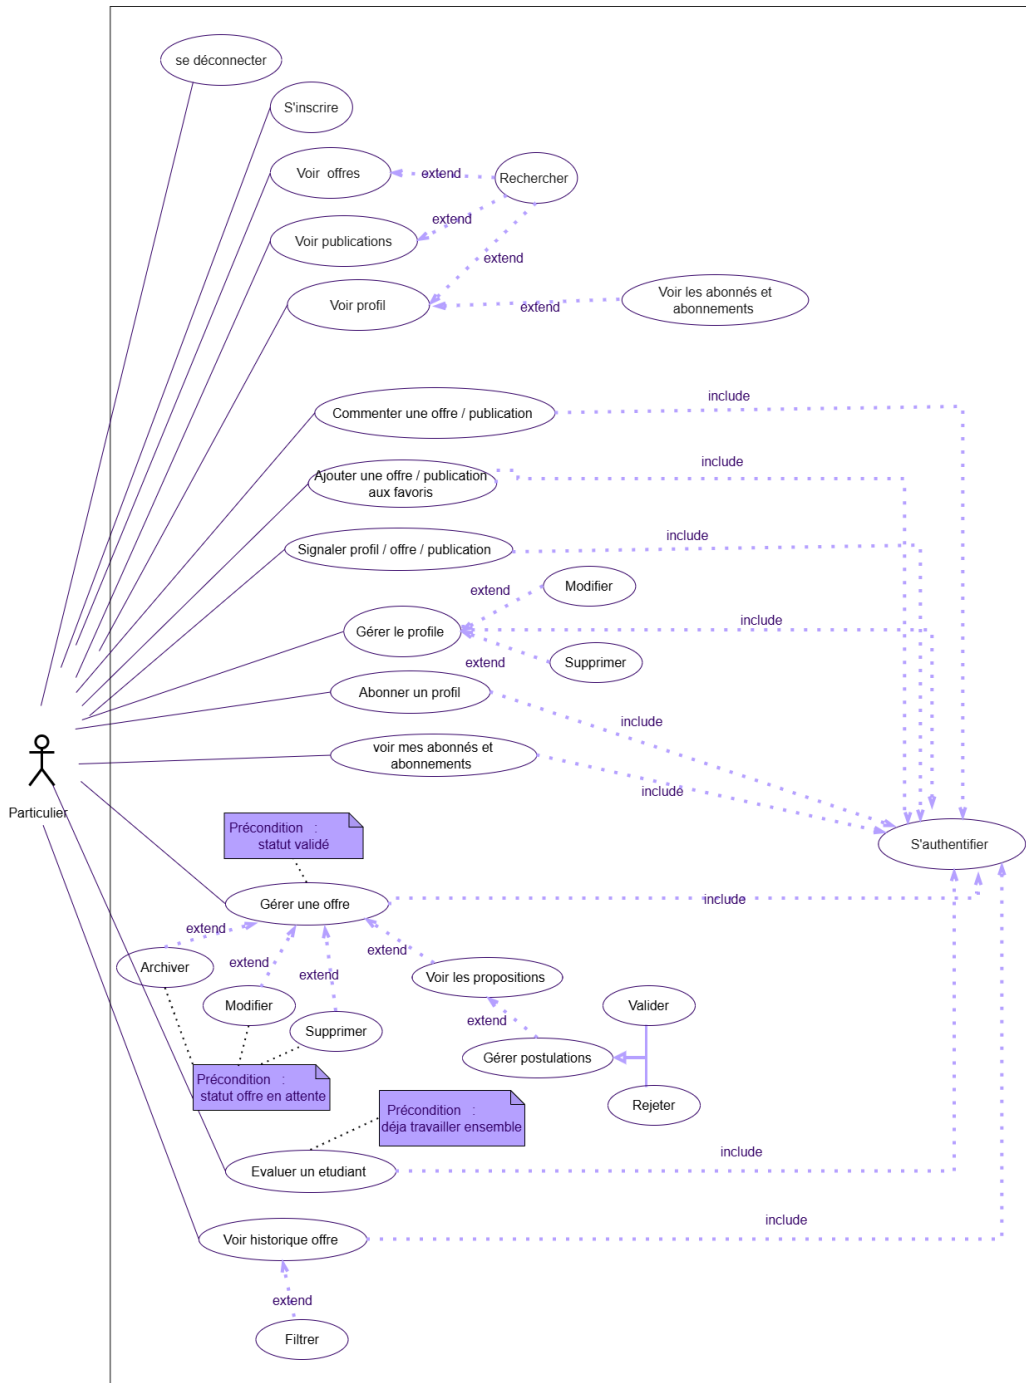 se déconnecter
S'inscrire
Voir offres
extend
Rechercher
extend
Voir publications
extend
Voir profil
extend
Voir les abonnés et
abonnements
Commenter une offre / publication
include
Ajouter une offre / publication
aux favoris
include
Signaler profil / offre / publication
include
extend
Modifier
Gérer le profile
include
extend
Supprimer
Abonner un profil
include
voir mes abonnés et
abonnements
include
Particulier
Précondition :
statut validé
S'authentifier
Gérer une offre
include
extend
extend
extend
extend
Archiver
Modifier
Supprimer
Voir les propositions
extend
Valider
Gérer postulations
Rejeter
Précondition :
statut offre en attente
Précondition :
déja travailler ensemble
Evaluer un etudiant
include
Voir historique offre
include
extend
Filtrer